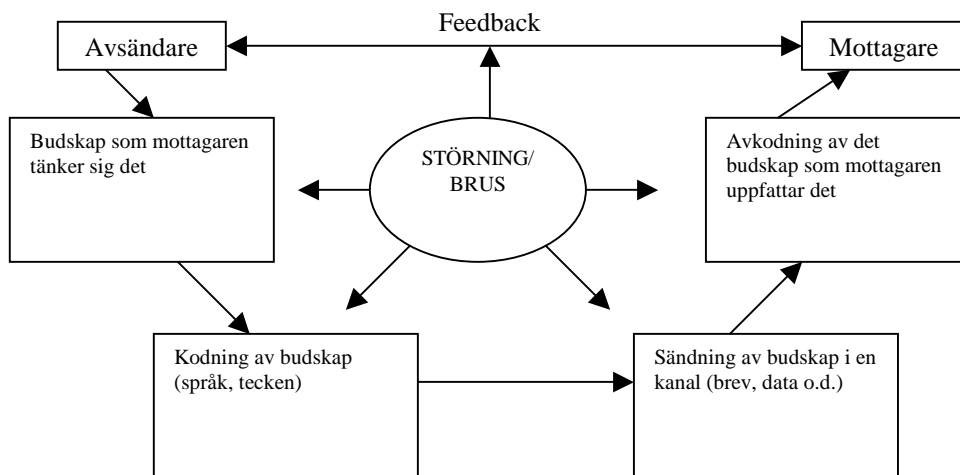 Feedback
Avsändare
Mottagare
Budskap som mottagaren
tänker sig det
STÖRNING/
BRUS
Avkodning av det
budskap som mottagaren
uppfattar det
Kodning av budskap
(språk, tecken)
Sändning av budskap i en
kanal (brev, data o.d.)